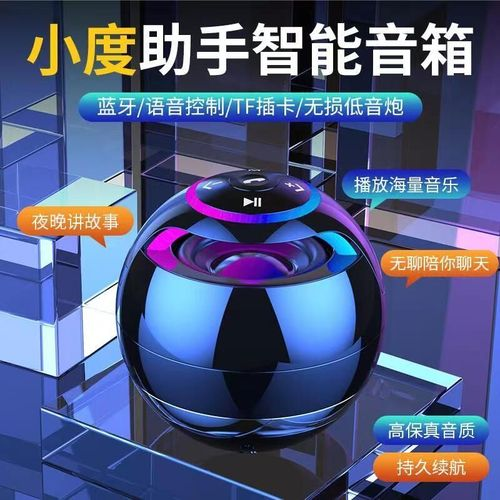 小度助手智能音箱
蓝牙/语音控制/TF插卡/无损低音炮
播放海量音乐
夜晚讲故事
无聊陪你聊天
高保真音质
持久续航